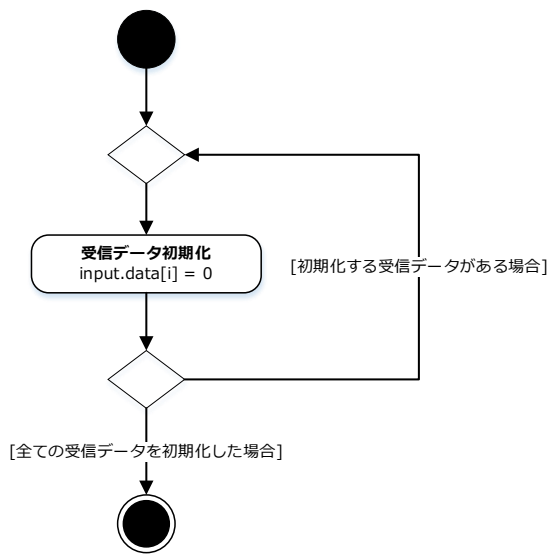 受信データ初期化
input.data[i] = 0
[初期化する受信データがある場合]
[全ての受信データを初期化した場合]